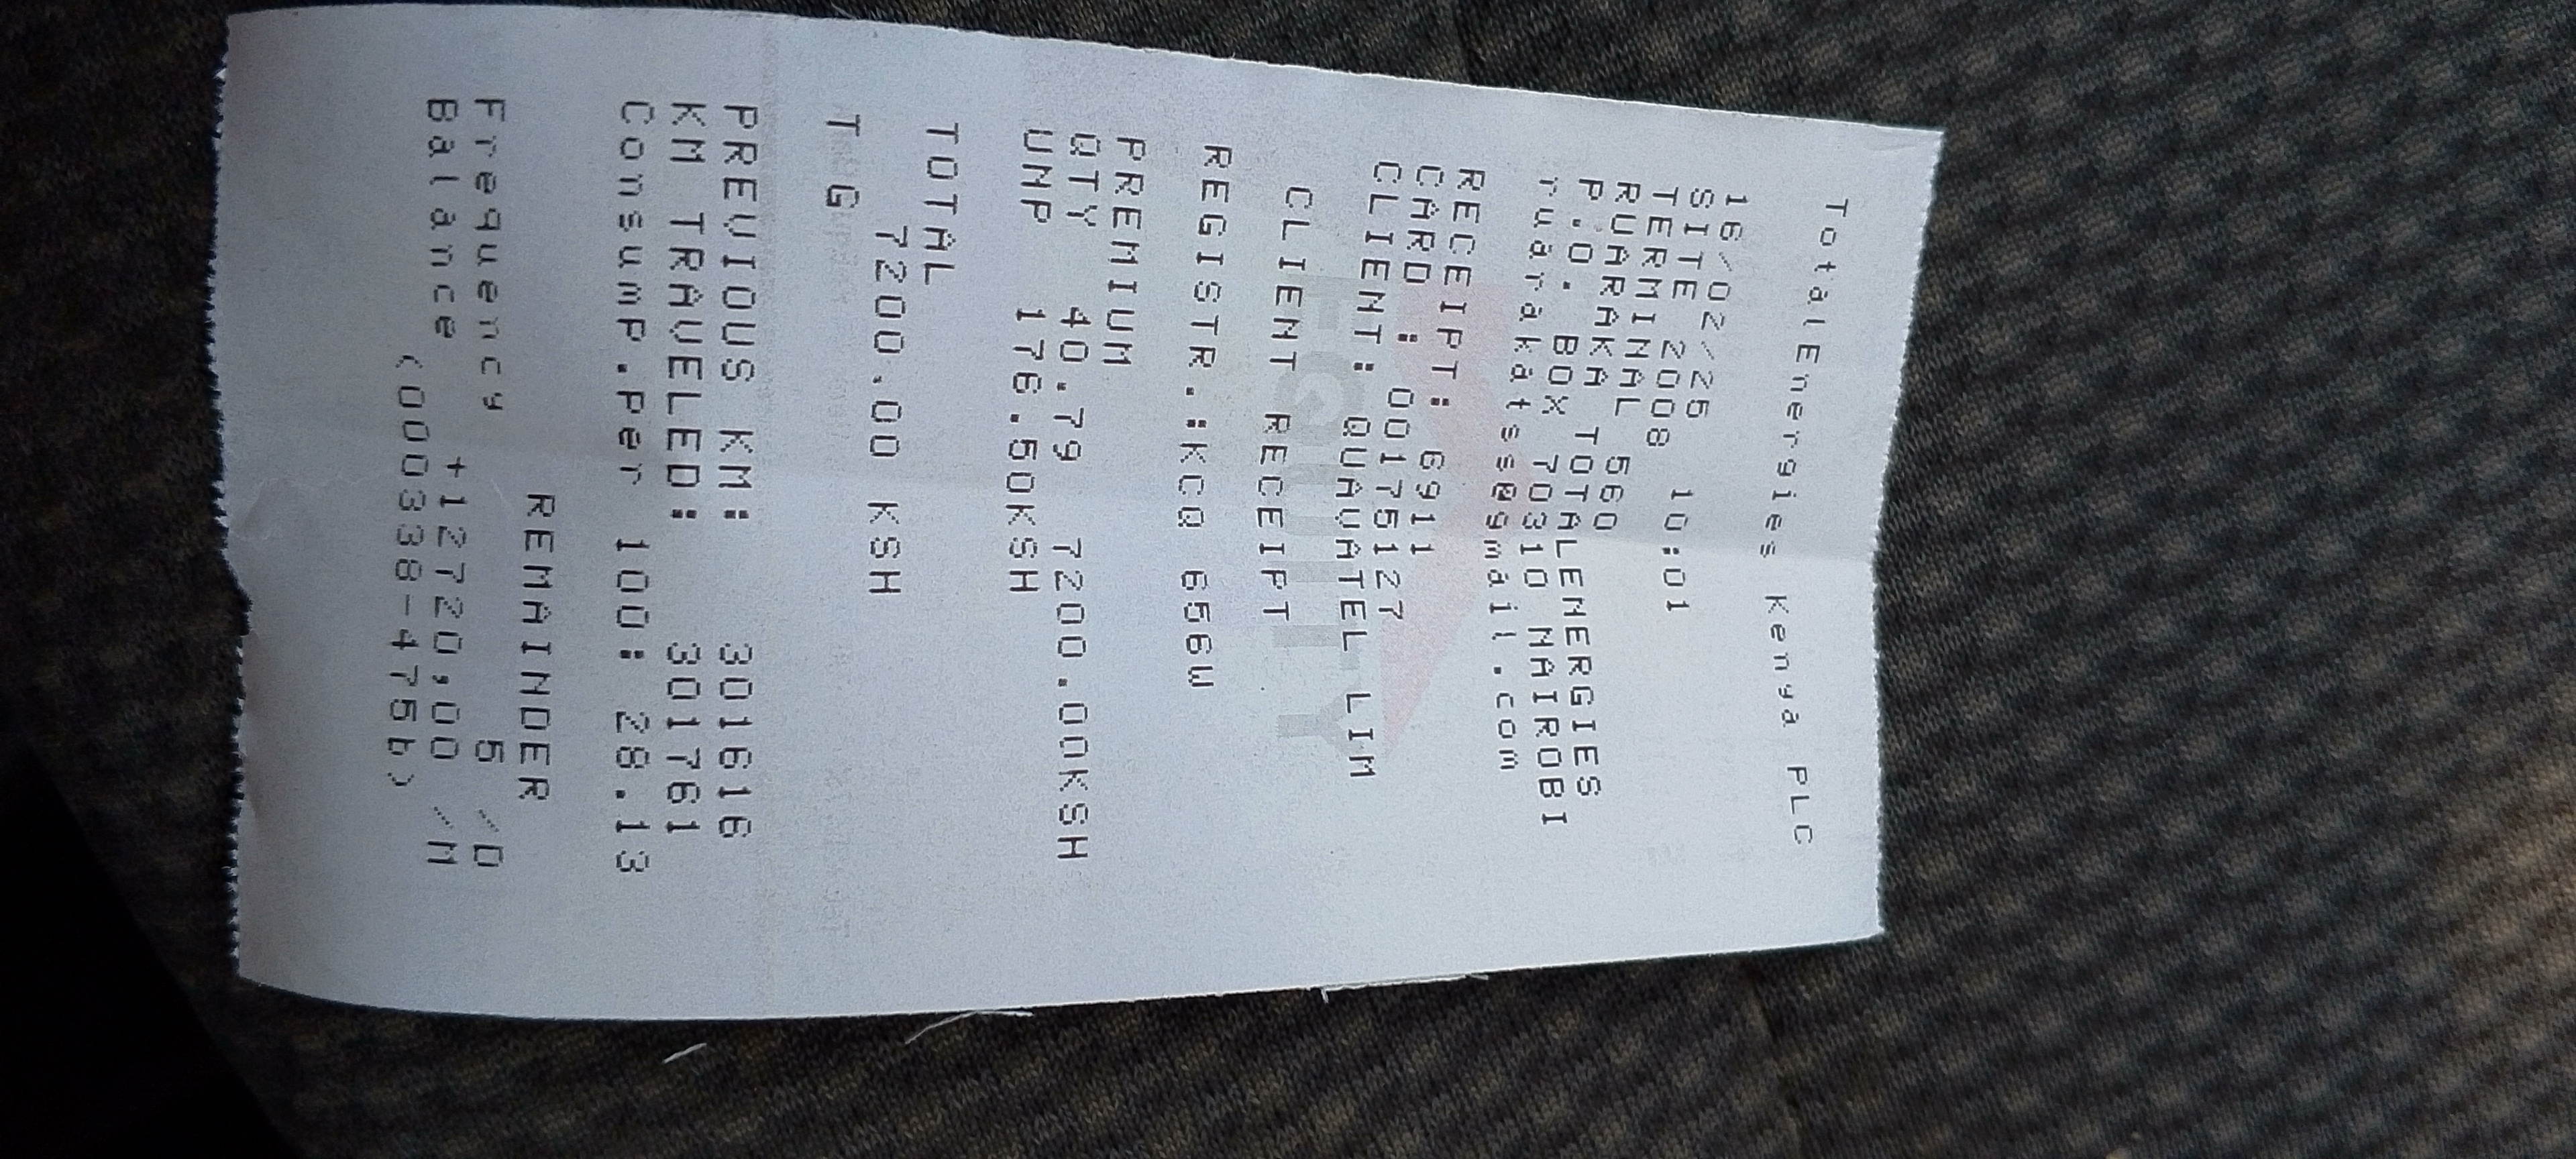 TotalEnergies Kenya PLC
16/02/25 10:01
SITE 2008
TERMINAL 560
RUARAKA TOTALENERGIES
P.O. BOX 70310 NAIROBI
ruarakatss@gmail.com
RECEIPT: 6911
CARD : 00175127
CLIENT: QUAVATEL LIM
CLIENT RECEIPT
REGISTR.:KCQ 656W
PREMIUM
QTY 40.79 7200.00KSH
UNP 176.50KSH
TOTAL
7200.00 KSH
T G
PREVIOUS KM: 301616
KM TRAVELED: 301761
Consump.Per 100: 28.13
REMAINDER
Frequency 5 /D
Balance +12720,00 /M
<000338-475b>
EQUITY